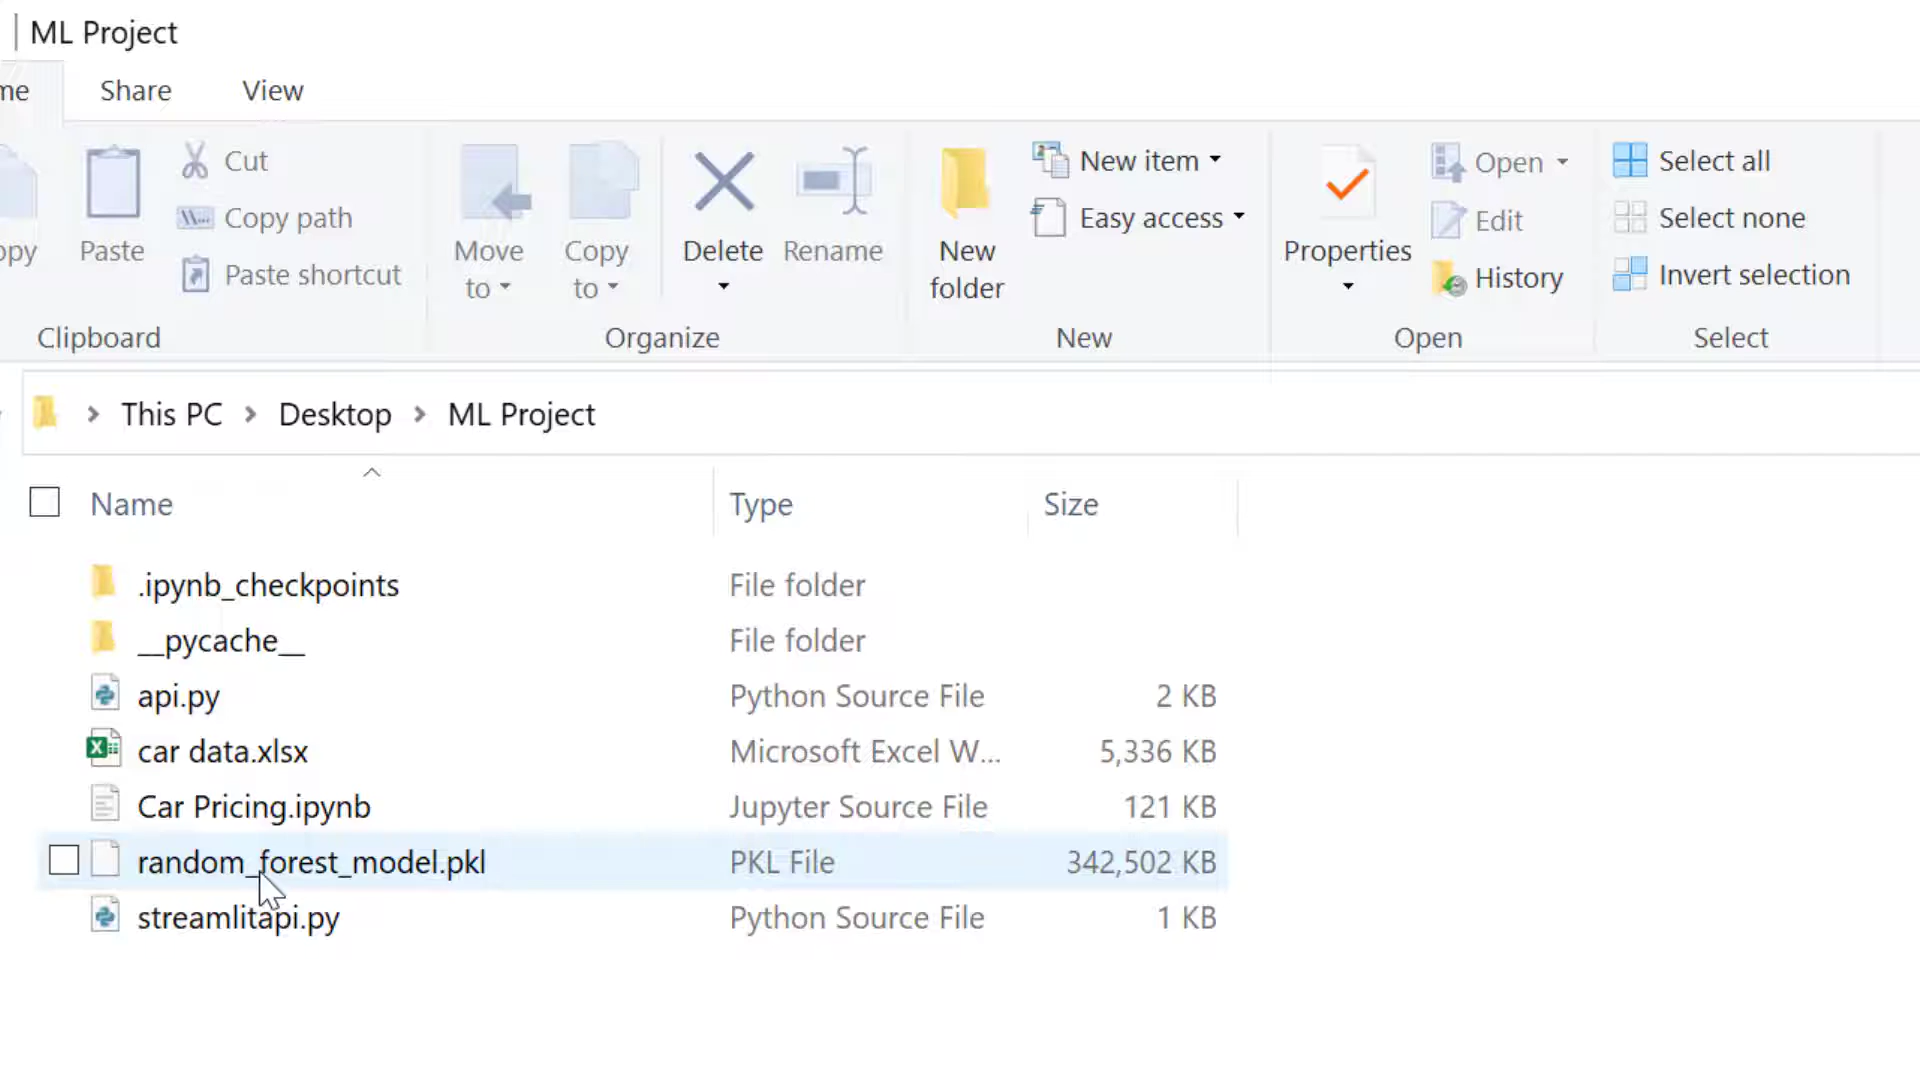 ML Project
me Share View
opy
Paste
Cut
Copy path
Paste shortcut
Clipboard
Move to
Copy to
Delete
Rename
Organize
New folder
New item
Easy access
New
Properties
Open
Edit
History
Open
Select all
Select none
Invert selection
Select
This PC > Desktop > ML Project
Name Type Size
.ipynb_checkpoints File folder
__pycache__ File folder
api.py Python Source File 2 KB
car data.xlsx Microsoft Excel W... 5,336 KB
Car Pricing.ipynb Jupyter Source File 121 KB
random_forest_model.pkl PKL File 342,502 KB
streamlitapi.py Python Source File 1 KB